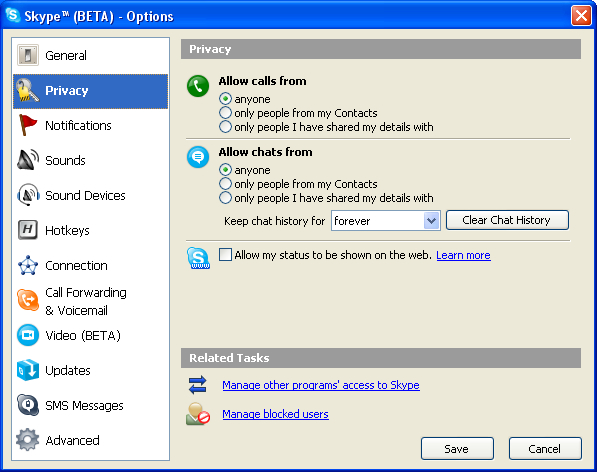 Skype™ (BETA) - Options
General
Privacy
Notifications
Sounds
Sound Devices
Hotkeys
Connection
Call Forwarding
& Voicemail
Video (BETA)
Updates
SMS Messages
Advanced
Privacy
Allow calls from
anyone
only people from my Contacts
only people I have shared my details with
Allow chats from
anyone
only people from my Contacts
only people I have shared my details with
Keep chat history for forever Clear Chat History
Allow my status to be shown on the web. Learn more
Related Tasks
Manage other programs' access to Skype
Manage blocked users
Save Cancel